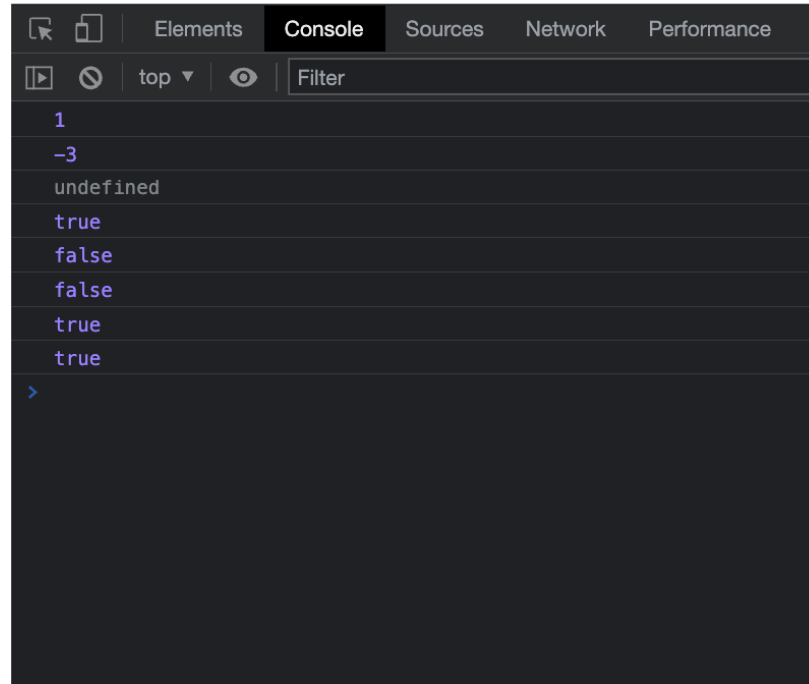 Elements Console Sources Network Performance
top ▼ Filter
1
-3
undefined
true
false
false
true
true
>